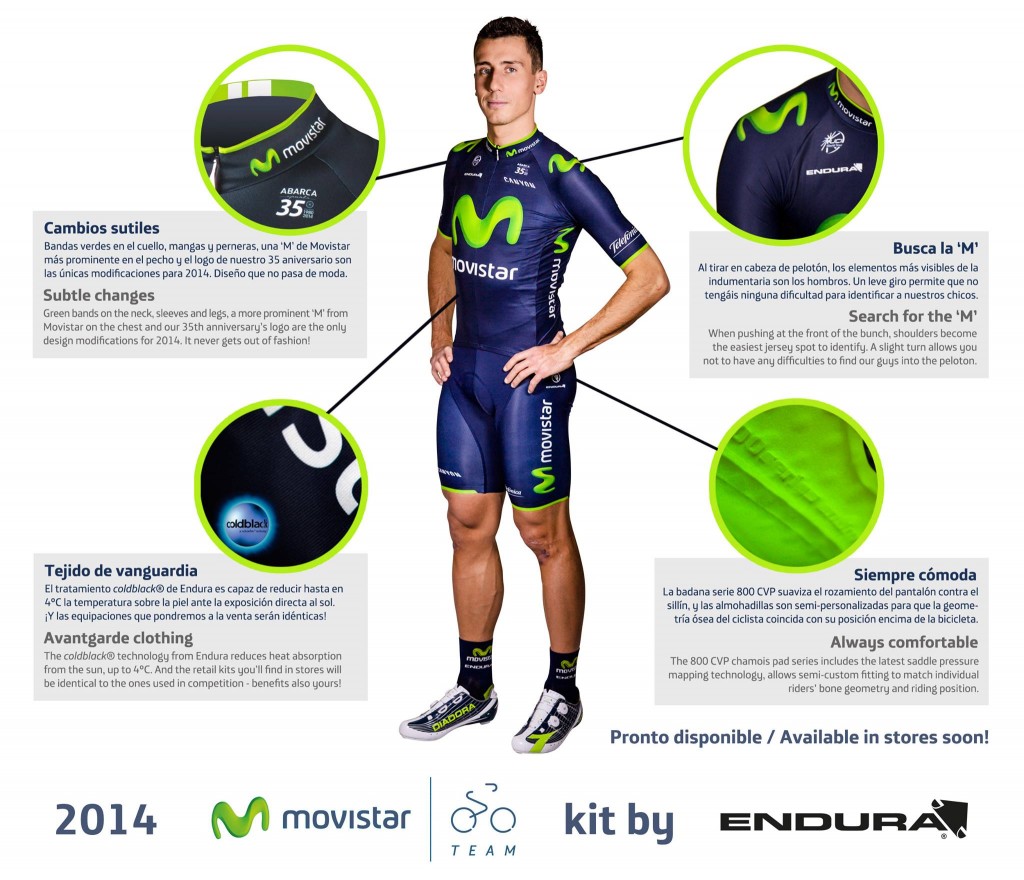 movistar
ABARCA
35
movistar
ENDURA
movistar
35
ENDURA
CANYON
movistar
movistar
Telefónica
ENDURA
movistar
CANYON
movistar
ENDURA
DIADORA
Cambios sutiles
Bandas verdes en el cuello, mangas y perneras, una ‘M’ de Movistar
más prominente en el pecho y el logo de nuestro 35 aniversario son
las únicas modificaciones para 2014. Diseño que no pasa de moda.
Subtle changes
Green bands on the neck, sleeves and legs, a more prominent ‘M’ from
Movistar on the chest and our 35th anniversary’s logo are the only
design modifications for 2014. It never gets out of fashion!
Busca la ‘M’
Al tirar en cabeza de pelotón, los elementos más visibles de la
indumentaria son los hombros. Un leve giro permite que no
tengáis ninguna dificultad para identificar a nuestros chicos.
Search for the ‘M’
When pushing at the front of the bunch, shoulders become
the easiest jersey spot to identify. A slight turn allows you
not to have any difficulties to find our guys into the peloton.
coldblack
Tejido de vanguardia
El tratamiento coldblack® de Endura es capaz de reducir hasta en
4ºC la temperatura sobre la piel ante la exposición directa al sol.
¡Y las equipaciones que pondremos a la venta serán idénticas!
Avantgarde clothing
The coldblack® technology from Endura reduces heat absorption
from the sun, up to 4ºC. And the retail kits you’ll find in stores will
be identical to the ones used in competition - benefits also yours!
Siempre cómoda
La badana serie 800 CVP suaviza el rozamiento del pantalón contra el
sillín, y las almohadillas son semi-personalizadas para que la geome-
tría ósea del ciclista coincida con su posición encima de la bicicleta.
Always comfortable
The 800 CVP chamois pad series includes the latest saddle pressure
mapping technology, allows semi-custom fitting to match individual
riders’ bone geometry and riding position.
Pronto disponible / Available in stores soon!
2014 movistar TEAM kit by ENDURA®